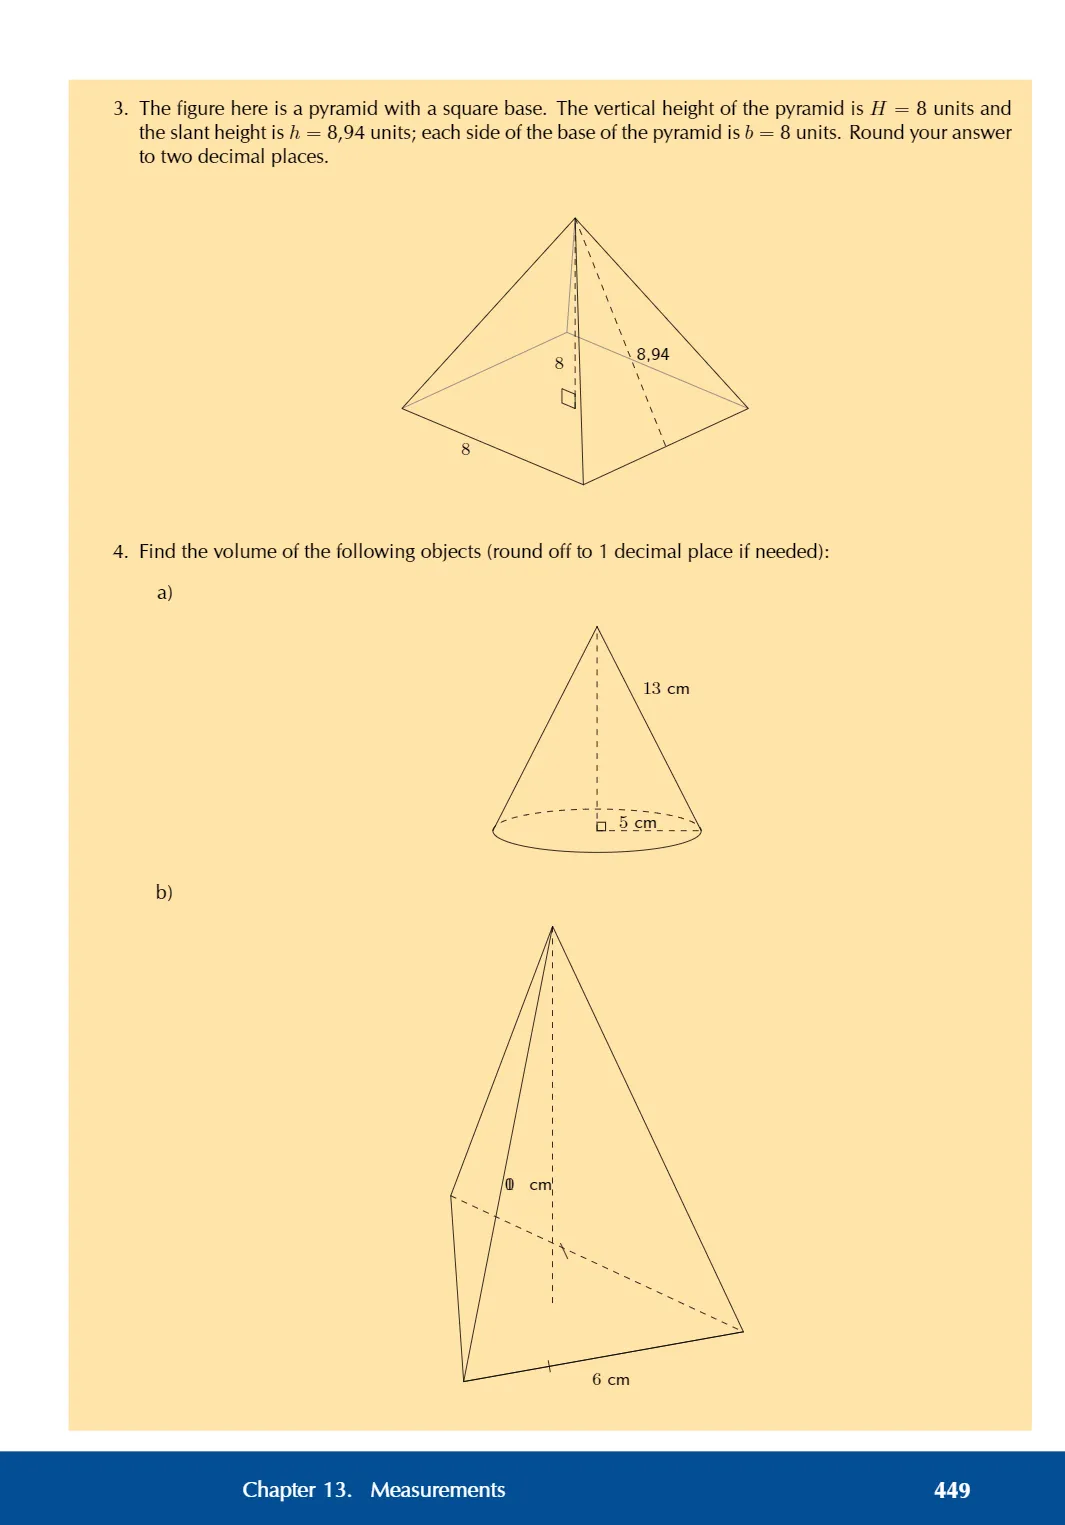 3. The figure here is a pyramid with a square base. The vertical height of the pyramid is H = 8 units and
the slant height is h = 8,94 units; each side of the base of the pyramid is b = 8 units. Round your answer
to two decimal places.
8,94
8
8
4. Find the volume of the following objects (round off to 1 decimal place if needed):
a)
13 cm
5 cm
b)
cm
6 cm
Chapter 13. Measurements
449